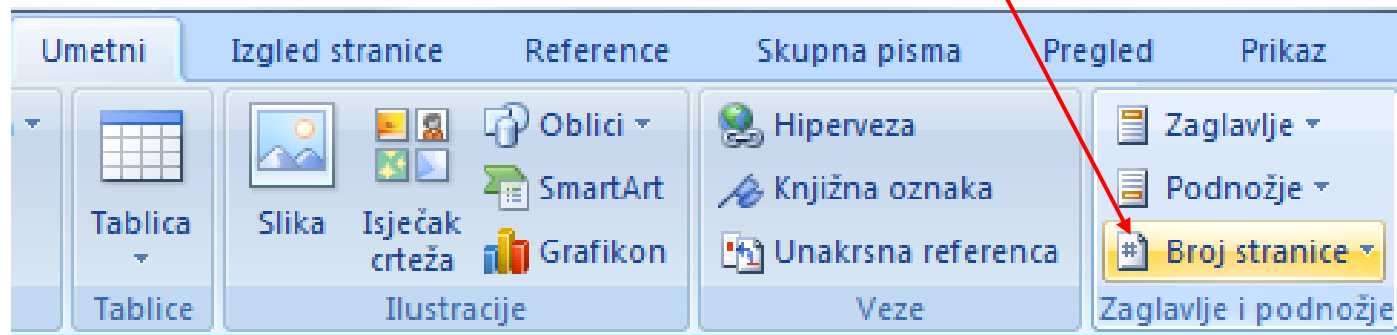 Umetni Izgled stranice Reference Skupna pisma Pregled Prikaz
Tablica
Tablice
Slika
Isječak
crteža
Oblici
SmartArt
Grafikon
Ilustracije
Hiperveza
Knjižna oznaka
Unakrsna referenca
Veze
Zaglavlje
Podnožje
# Broj stranice
Zaglavlje i podnožje